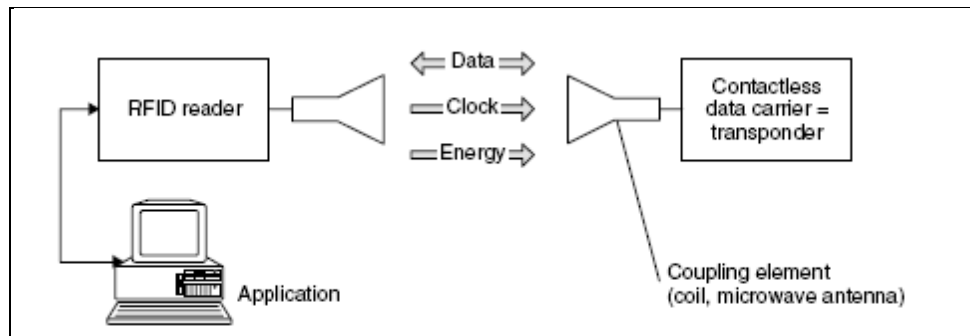 RFID reader
Data
Clock
Energy
Contactless
data carrier =
transponder
Application
Coupling element
(coil, microwave antenna)